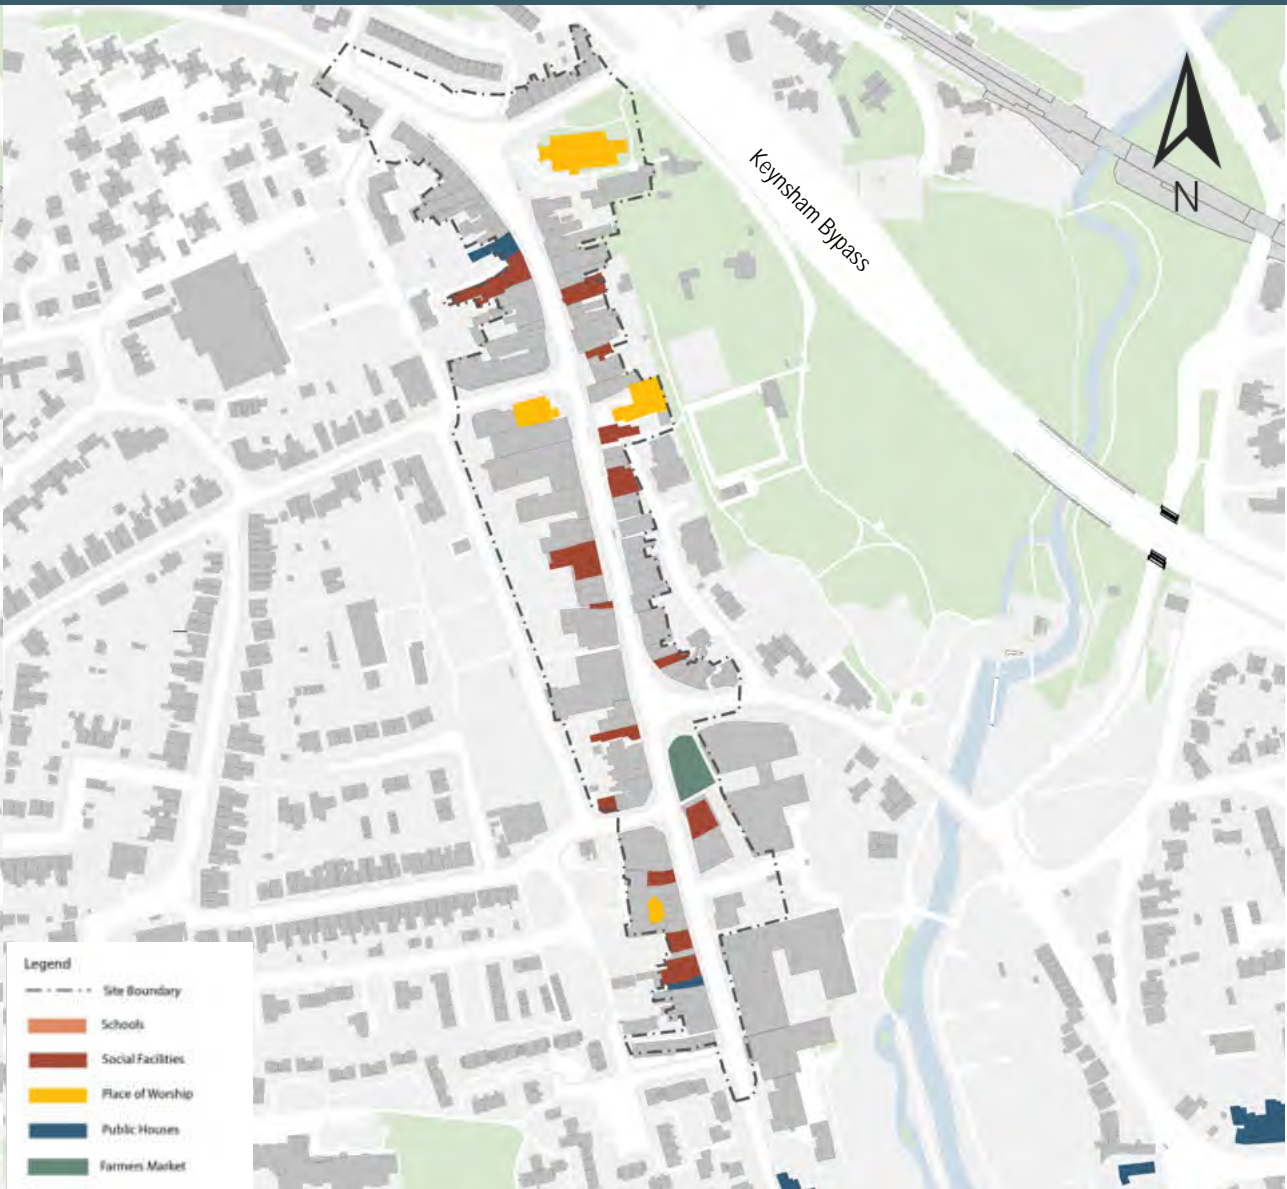 Keynsham Bypass
N
Legend
Site Boundary
Schools
Social Facilities
Place of Worship
Public Houses
Farmers Market